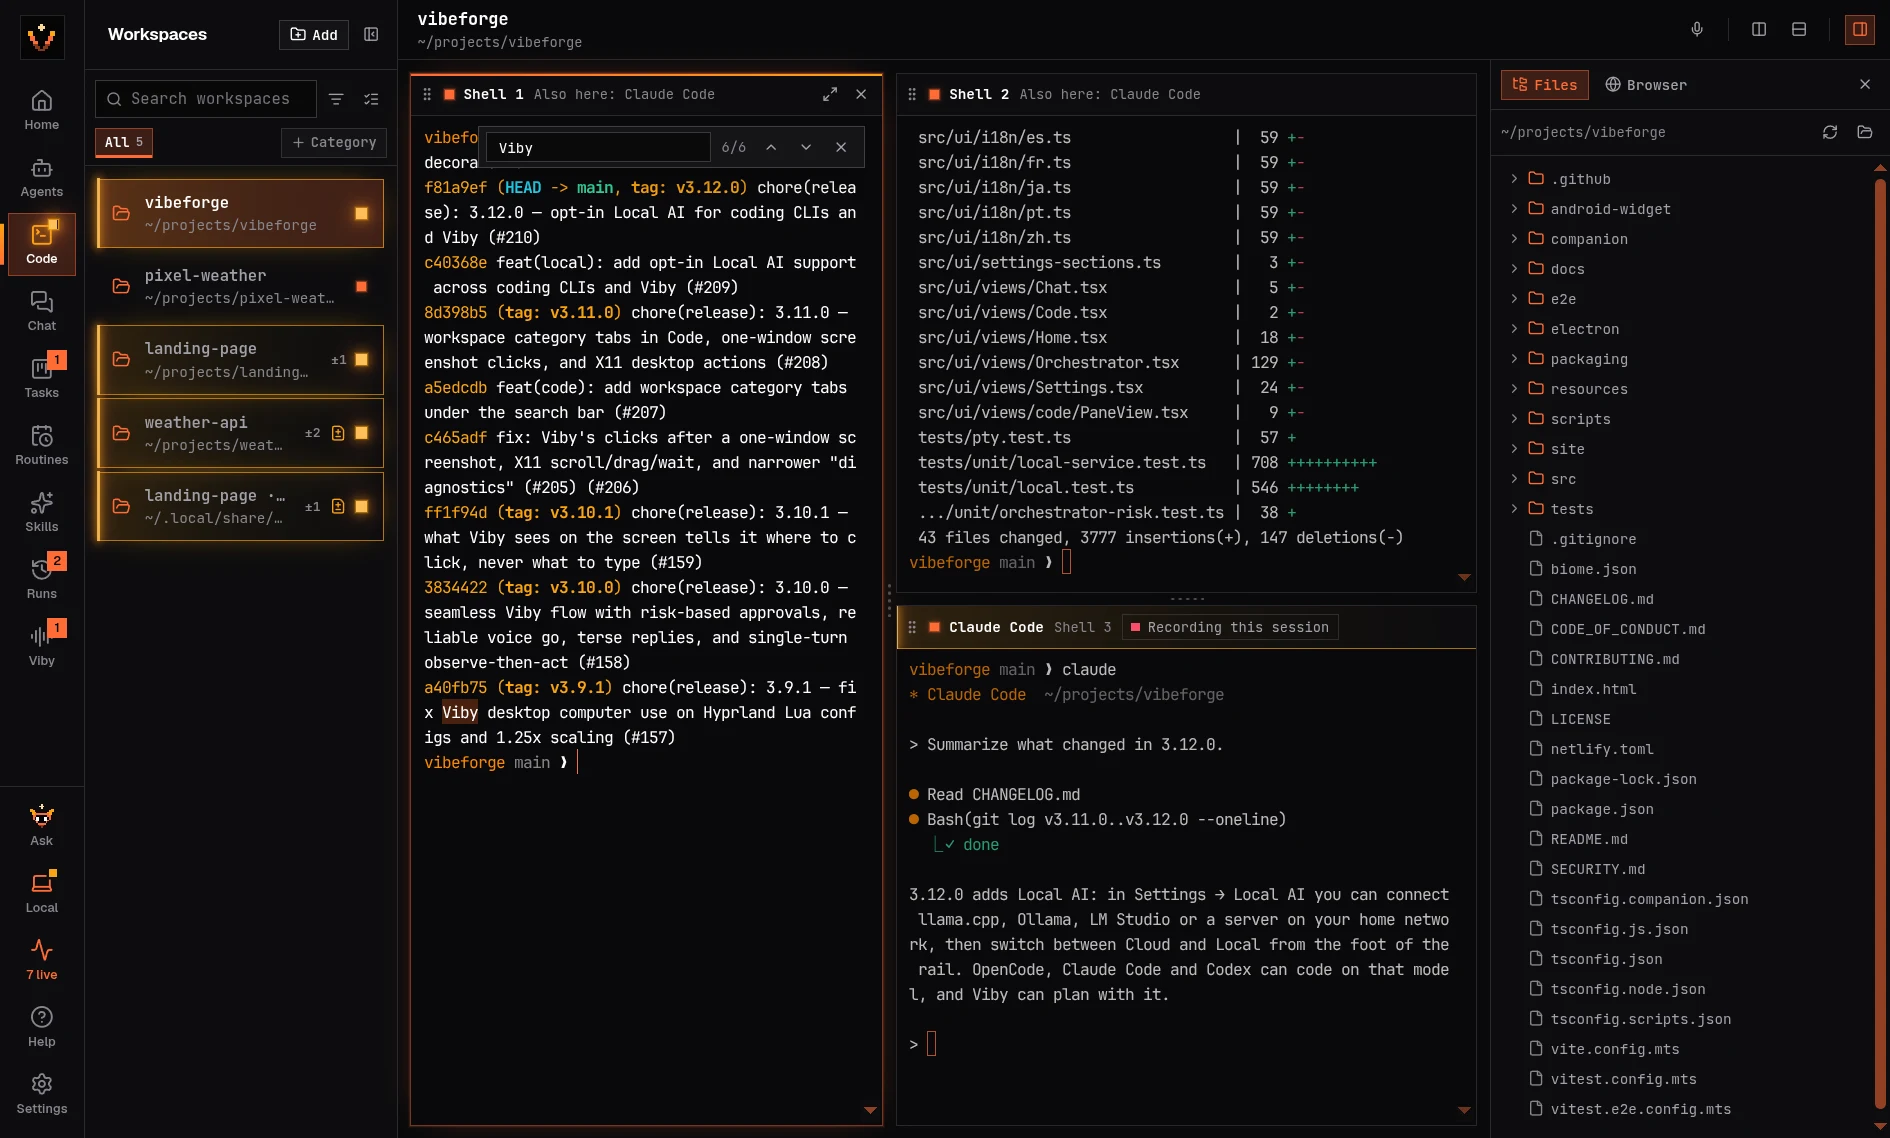 Home
Agents
Code
Chat
1
Tasks
Routines
Skills
2
Runs
1
Viby
Ask
Local
7 live
Help
Settings
Workspaces
Add
Search workspaces
All 5
+ Category
vibeforge
~/projects/vibeforge
pixel-weather
~/projects/pixel-weat…
landing-page
~/projects/landing…
±1
weather-api
~/projects/weat…
±2
landing-page ·…
~/.local/share/…
±1
vibeforge
~/projects/vibeforge
Shell 1 Also here: Claude Code
Viby
6/6
vibefo
decora
f81a9ef (HEAD -> main, tag: v3.12.0) chore(relea
se): 3.12.0 — opt-in Local AI for coding CLIs an
d Viby (#210)
c40368e feat(local): add opt-in Local AI support
across coding CLIs and Viby (#209)
8d398b5 (tag: v3.11.0) chore(release): 3.11.0 —
workspace category tabs in Code, one-window scre
enshot clicks, and X11 desktop actions (#208)
a5edcdb feat(code): add workspace category tabs
under the search bar (#207)
c465adf fix: Viby's clicks after a one-window sc
reenshot, X11 scroll/drag/wait, and narrower "di
agnostics" (#205) (#206)
ff1f94d (tag: v3.10.1) chore(release): 3.10.1 —
what Viby sees on the screen tells it where to c
lick, never what to type (#159)
3834422 (tag: v3.10.0) chore(release): 3.10.0 —
seamless Viby flow with risk-based approvals, re
liable voice go, terse replies, and single-turn
observe-then-act (#158)
a40fb75 (tag: v3.9.1) chore(release): 3.9.1 — fi
x Viby desktop computer use on Hyprland Lua conf
igs and 1.25x scaling (#157)
vibeforge main ❯
Shell 2 Also here: Claude Code
src/ui/i18n/es.ts | 59 +-
src/ui/i18n/fr.ts | 59 +-
src/ui/i18n/ja.ts | 59 +-
src/ui/i18n/pt.ts | 59 +-
src/ui/i18n/zh.ts | 59 +-
src/ui/settings-sections.ts | 3 +-
src/ui/views/Chat.tsx | 5 +-
src/ui/views/Code.tsx | 2 +-
src/ui/views/Home.tsx | 18 +-
src/ui/views/Orchestrator.tsx | 129 +-
src/ui/views/Settings.tsx | 24 +-
src/ui/views/code/PaneView.tsx | 9 +-
tests/pty.test.ts | 57 +
tests/unit/local-service.test.ts | 708 ++++++++++
tests/unit/local.test.ts | 546 ++++++++
.../unit/orchestrator-risk.test.ts | 38 +
43 files changed, 3777 insertions(+), 147 deletions(-)
vibeforge main ❯
Claude Code Shell 3 Recording this session
vibeforge main ❯ claude
* Claude Code ~/projects/vibeforge
> Summarize what changed in 3.12.0.
● Read CHANGELOG.md
● Bash(git log v3.11.0..v3.12.0 --oneline)
⎿✓ done
3.12.0 adds Local AI: in Settings → Local AI you can connect
llama.cpp, Ollama, LM Studio or a server on your home netwo
rk, then switch between Cloud and Local from the foot of the
rail. OpenCode, Claude Code and Codex can code on that mode
l, and Viby can plan with it.
>
Files
Browser
~/projects/vibeforge
.github
android-widget
companion
docs
e2e
electron
packaging
resources
scripts
site
src
tests
.gitignore
biome.json
CHANGELOG.md
CODE_OF_CONDUCT.md
CONTRIBUTING.md
index.html
LICENSE
netlify.toml
package-lock.json
package.json
README.md
SECURITY.md
tsconfig.companion.json
tsconfig.js.json
tsconfig.json
tsconfig.node.json
tsconfig.scripts.json
vite.config.mts
vitest.config.mts
vitest.e2e.config.mts